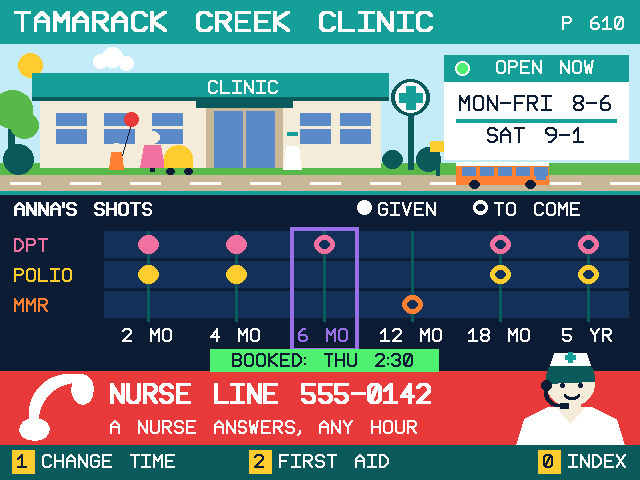 TAMARACK CREEK CLINIC
P 610
CLINIC
OPEN NOW
MON-FRI 8-6
SAT 9-1
ANNA'S SHOTS
GIVEN
TO COME
DPT
POLIO
MMR
2 MO 4 MO 6 MO 12 MO 18 MO 5 YR
BOOKED: THU 2:30
NURSE LINE 555-0142
A NURSE ANSWERS, ANY HOUR
1 CHANGE TIME 2 FIRST AID 0 INDEX